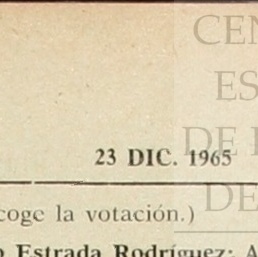 CEN
ES
DE
23 DIC. 1965
DE
coge la votación.)
Estrada Rodríguez: A